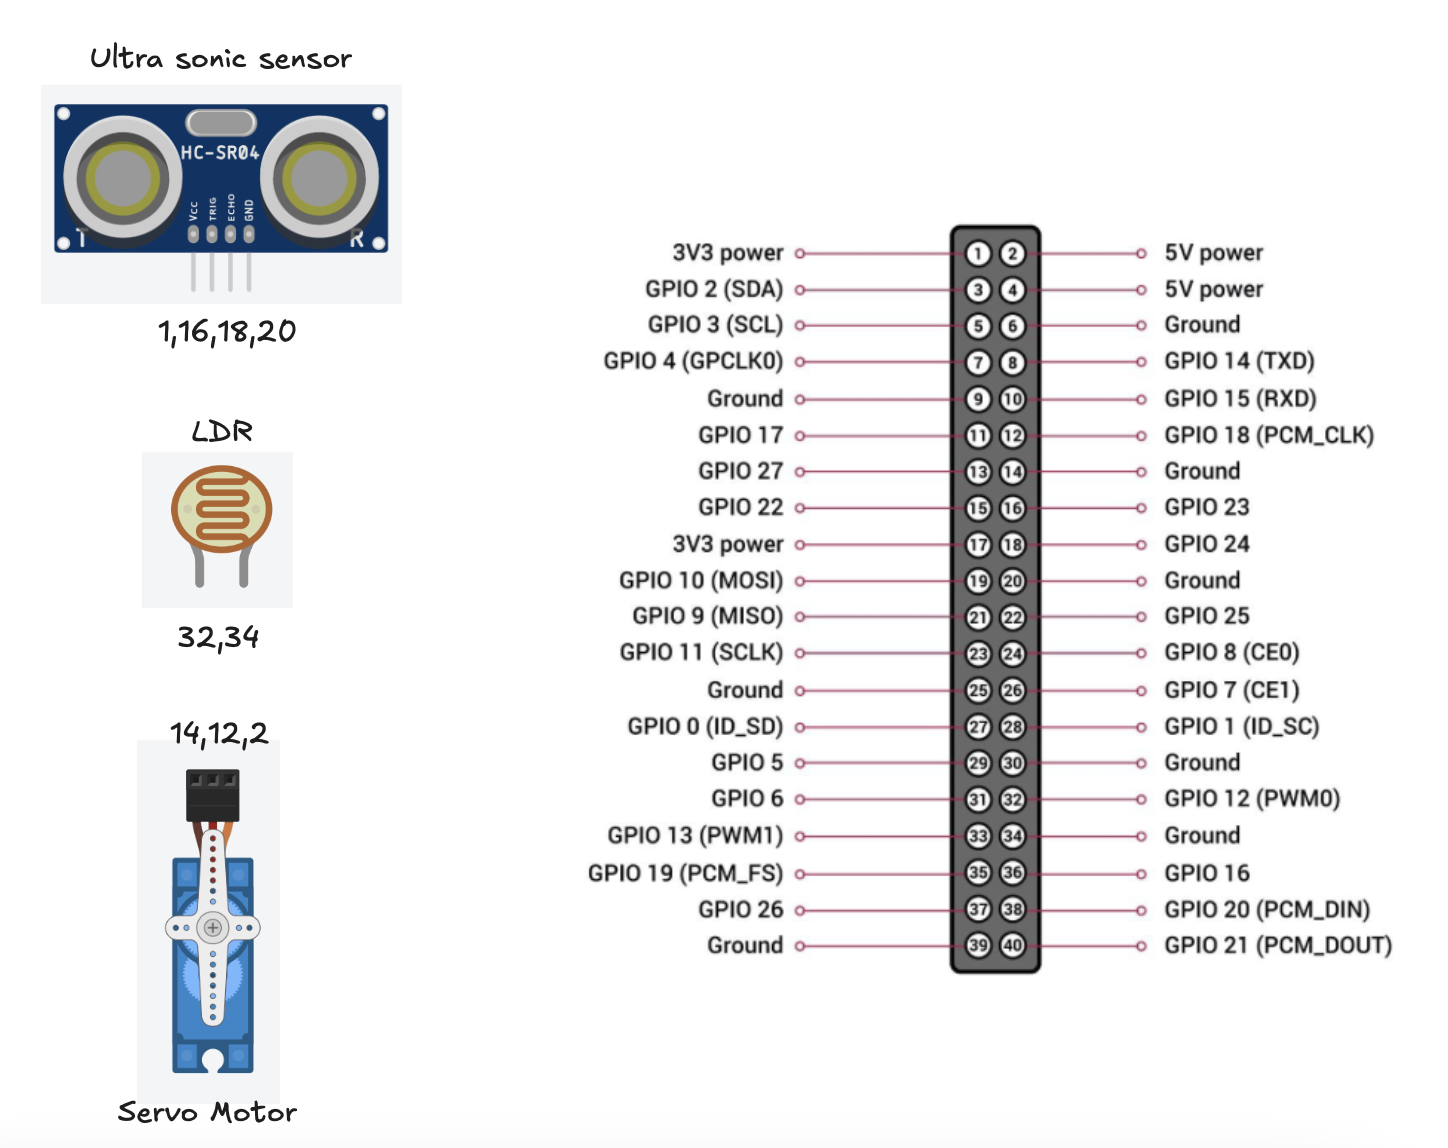 Ultra sonic sensor
HC-SR04
VCC TRIG ECHO GND
T R
1,16,18,20
LDR
32,34
14,12,2
Servo Motor
3V3 power 1 2 5V power
GPIO 2 (SDA) 3 4 5V power
GPIO 3 (SCL) 5 6 Ground
GPIO 4 (GPCLK0) 7 8 GPIO 14 (TXD)
Ground 9 10 GPIO 15 (RXD)
GPIO 17 11 12 GPIO 18 (PCM_CLK)
GPIO 27 13 14 Ground
GPIO 22 15 16 GPIO 23
3V3 power 17 18 GPIO 24
GPIO 10 (MOSI) 19 20 Ground
GPIO 9 (MISO) 21 22 GPIO 25
GPIO 11 (SCLK) 23 24 GPIO 8 (CE0)
Ground 25 26 GPIO 7 (CE1)
GPIO 0 (ID_SD) 27 28 GPIO 1 (ID_SC)
GPIO 5 29 30 Ground
GPIO 6 31 32 GPIO 12 (PWM0)
GPIO 13 (PWM1) 33 34 Ground
GPIO 19 (PCM_FS) 35 36 GPIO 16
GPIO 26 37 38 GPIO 20 (PCM_DIN)
Ground 39 40 GPIO 21 (PCM_DOUT)